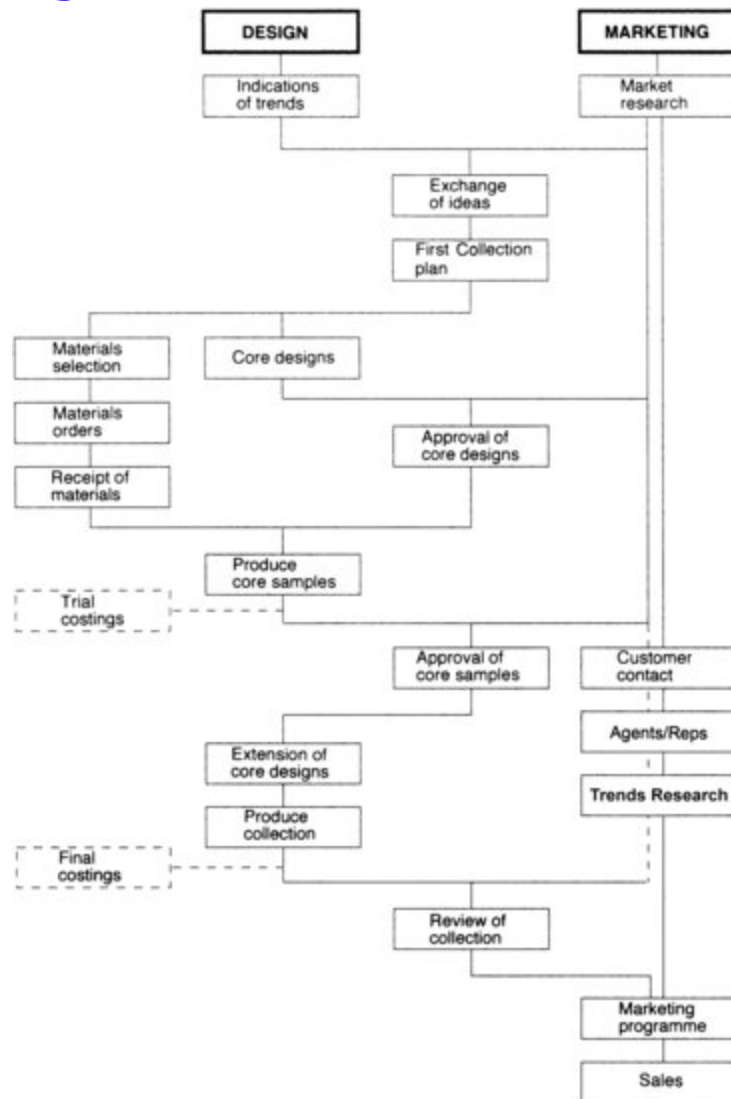 DESIGN
MARKETING
Indications
of trends
Market
research
Exchange
of ideas
First Collection
plan
Materials
selection
Core designs
Materials
orders
Approval of
core designs
Receipt of
materials
Produce
core samples
Trial
costings
Approval of
core samples
Customer
contact
Agents/Reps
Extension of
core designs
Trends Research
Produce
collection
Final
costings
Review of
collection
Marketing
programme
Sales